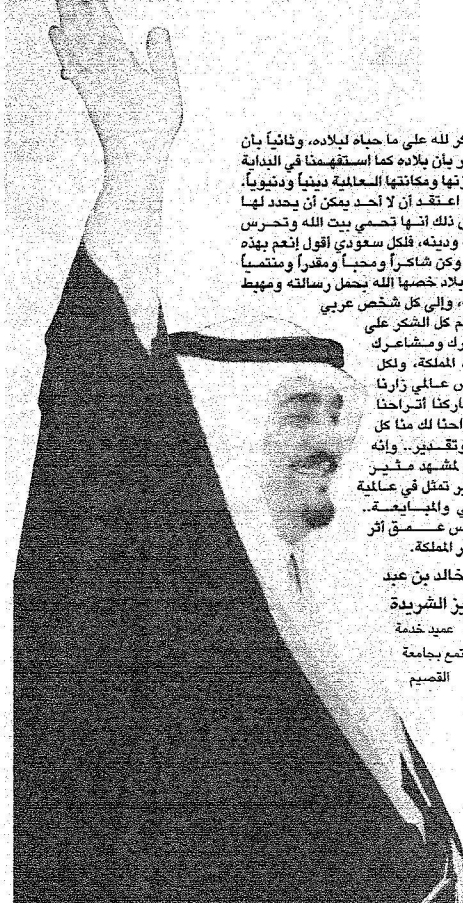 كر لله على ما حباه لبلاده، وثانياً بأن
ر بأن بلاده كما إستفهمنا في البداية
زنها ومكانتها العالمية دينياً ودنيوياً،
اعتقد أن لا أحد يمكن أن يحدد لها
ذلك أنها تحمي بيت الله وتحرس
ودينه، فلكل سعودي أقول إنعم بهذه
وكن شاكراً ومحباً ومقدراً ومنتمياً
بلاد خصها الله بحمل رسالته ومهبط
، وإلى كل شخص عربي
م كل الشكر على
رك ومشاعرك
المملكة، ولكل
س عالمي زارنا
اركنا أتراحنا
راحنا لك منا كل
وتقدير.. وإنه
لمشهد مثير
ير تمثل في عالمية
ي والمبايعة..
س عمق أثر
ر المملكة.
خالد بن عبد
يز الشريدة
عميد خدمة
تمع بجامعة
القصيم